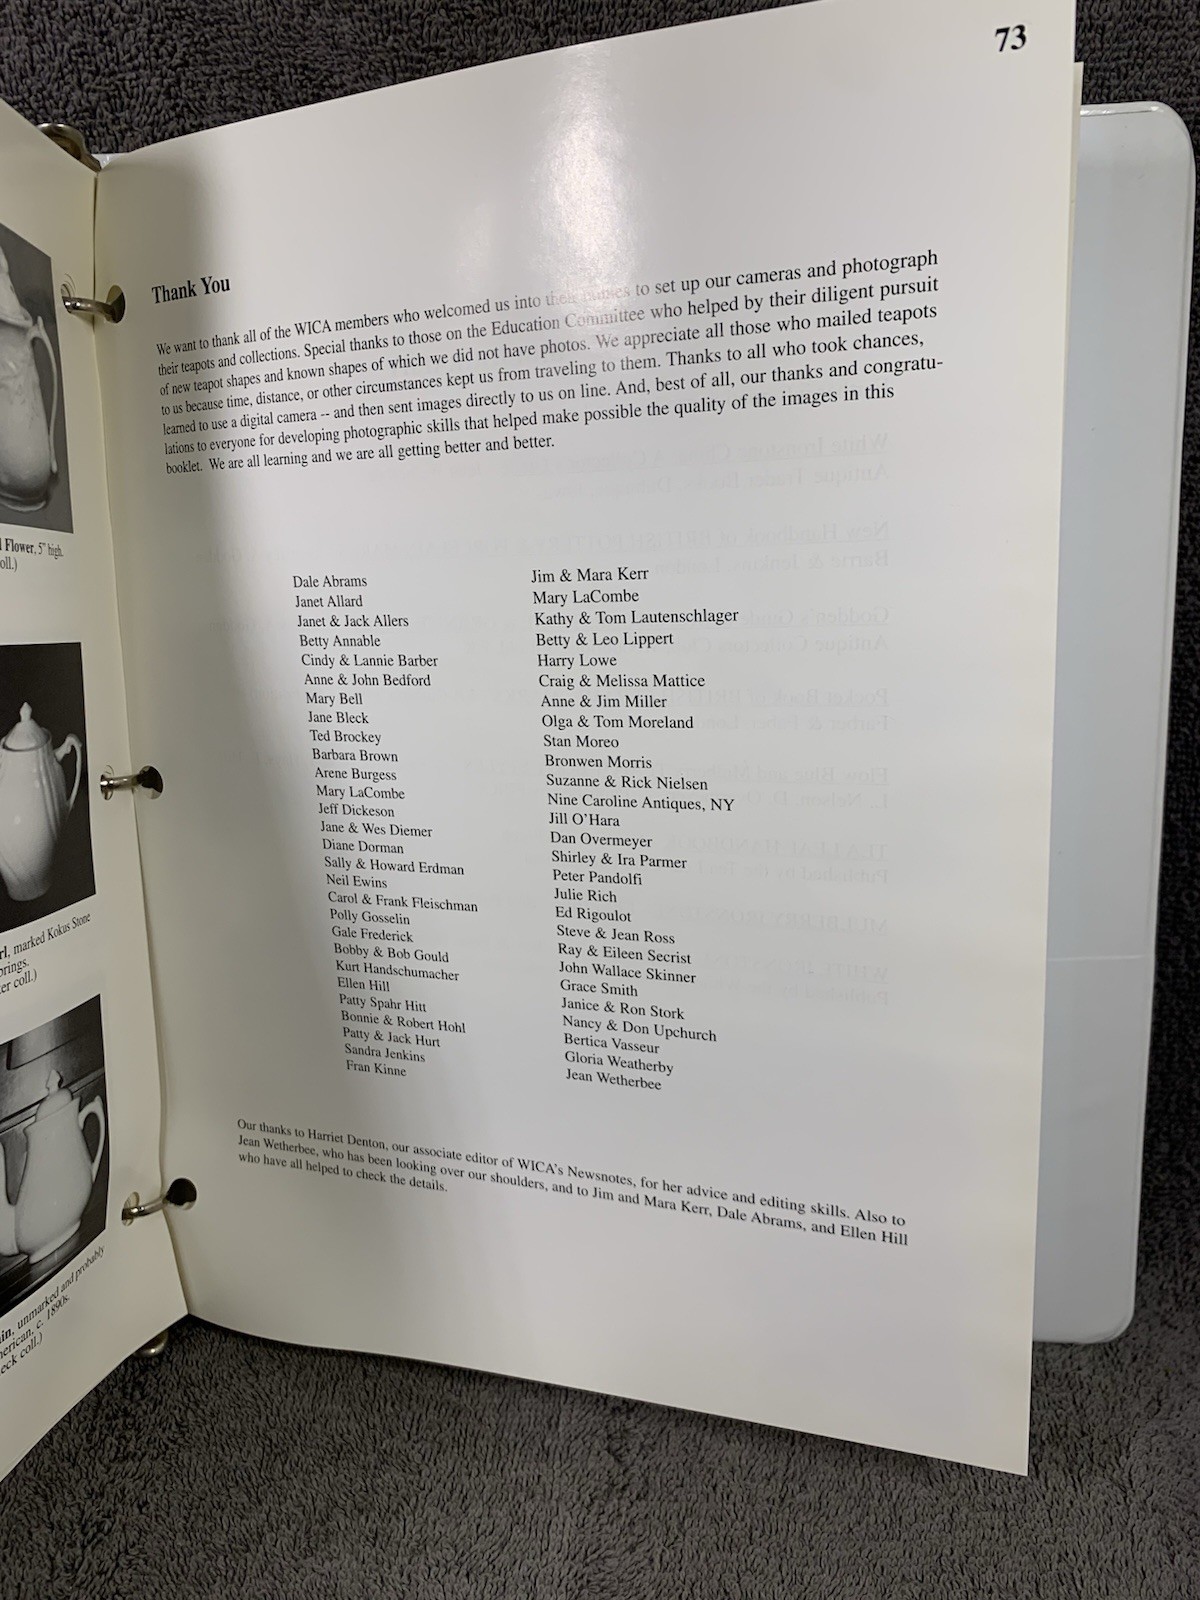 73
Thank You
We want to thank all of the WICA members who welcomed us into their homes to set up our cameras and photograph
their teapots and collections. Special thanks to those on the Education Committee who helped by their diligent pursuit
of new teapot shapes and known shapes of which we did not have photos. We appreciate all those who mailed teapots
to us because time, distance, or other circumstances kept us from traveling to them. Thanks to all who took chances,
learned to use a digital camera -- and then sent images directly to us on line. And, best of all, our thanks and congratu-
lations to everyone for developing photographic skills that helped make possible the quality of the images in this
booklet. We are all learning and we are all getting better and better.
Dale Abrams
Janet Allard
Janet & Jack Allers
Betty Annable
Cindy & Lannie Barber
Anne & John Bedford
Mary Bell
Jane Bleck
Ted Brockey
Barbara Brown
Arene Burgess
Mary LaCombe
Jeff Dickeson
Jane & Wes Diemer
Diane Dorman
Sally & Howard Erdman
Neil Ewins
Carol & Frank Fleischman
Polly Gosselin
Gale Frederick
Bobby & Bob Gould
Kurt Handschumacher
Ellen Hill
Patty Spahr Hitt
Bonnie & Robert Hohl
Patty & Jack Hurt
Sandra Jenkins
Fran Kinne
Jim & Mara Kerr
Mary LaCombe
Kathy & Tom Lautenschlager
Betty & Leo Lippert
Harry Lowe
Craig & Melissa Mattice
Anne & Jim Miller
Olga & Tom Moreland
Stan Moreo
Bronwen Morris
Suzanne & Rick Nielsen
Nine Caroline Antiques, NY
Jill O'Hara
Dan Overmeyer
Shirley & Ira Parmer
Peter Pandolfi
Julie Rich
Ed Rigoulot
Steve & Jean Ross
Ray & Eileen Secrist
John Wallace Skinner
Grace Smith
Janice & Ron Stork
Nancy & Don Upchurch
Bertica Vasseur
Gloria Weatherby
Jean Wetherbee
Our thanks to Harriet Denton, our associate editor of WICA's Newsnotes, for her advice and editing skills. Also to
Jean Wetherbee, who has been looking over our shoulders, and to Jim and Mara Kerr, Dale Abrams, and Ellen Hill
who have all helped to check the details.
Flower, 5" high.
coll.)
marked Kokus Stone
coll.)
unmarked and probably
c. 1890s.
coll.)